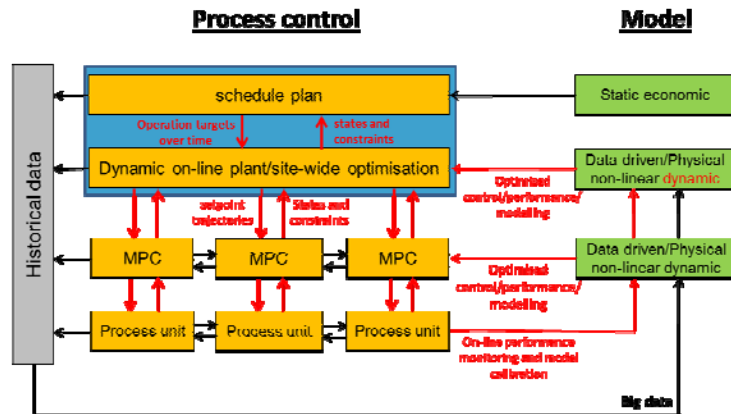 Process control
Model
Historical data
schedule plan
Static economic
Operation targets
over time
states and
constraints
Dynamic on-line plant/site-wide optimisation
Data driven/Physical
non-linear dynamic
Optimised
control/performance/
modelling
setpoint
trajectories
States and
constraints
MPC
MPC
MPC
Data driven/Physical
non-linear dynamic
Optimised
control/performance/
modelling
Process unit
Process unit
Process unit
On-line performance
monitoring and model
calibration
Big data